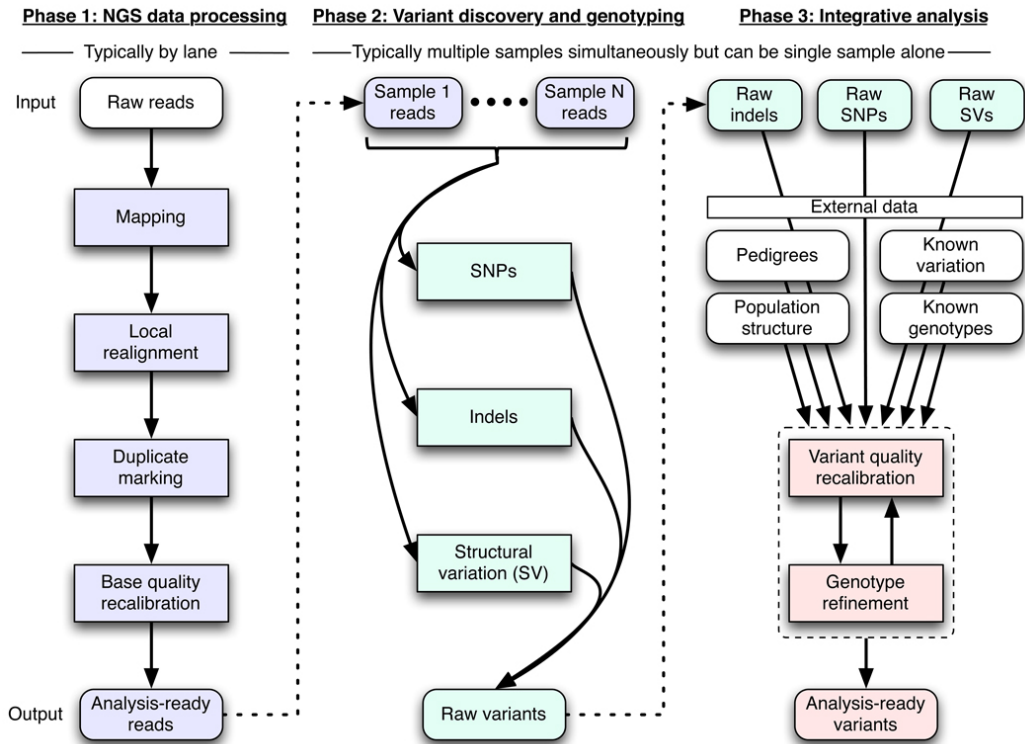 Phase 1: NGS data processing
Typically by lane
Input
Raw reads
Mapping
Local
realignment
Duplicate
marking
Base quality
recalibration
Output
Analysis-ready
reads
Phase 2: Variant discovery and genotyping
Typically multiple samples simultaneously but can be single sample alone
Sample 1
reads
Sample N
reads
SNPs
Indels
Structural
variation (SV)
Raw variants
Phase 3: Integrative analysis
Raw
indels
Raw
SNPs
Raw
SVs
External data
Pedigrees
Known
variation
Population
structure
Known
genotypes
Variant quality
recalibration
Genotype
refinement
Analysis-ready
variants